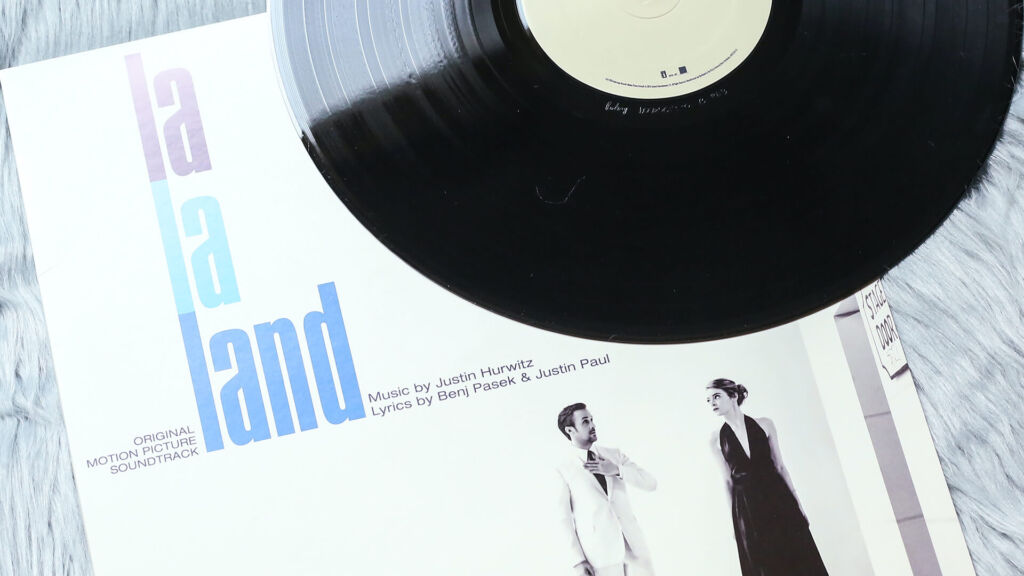 la
la
land
ORIGINAL
MOTION PICTURE
SOUNDTRACK
Music by Justin Hurwitz
Lyrics by Benj Pasek & Justin Paul
STAGE
DOOR